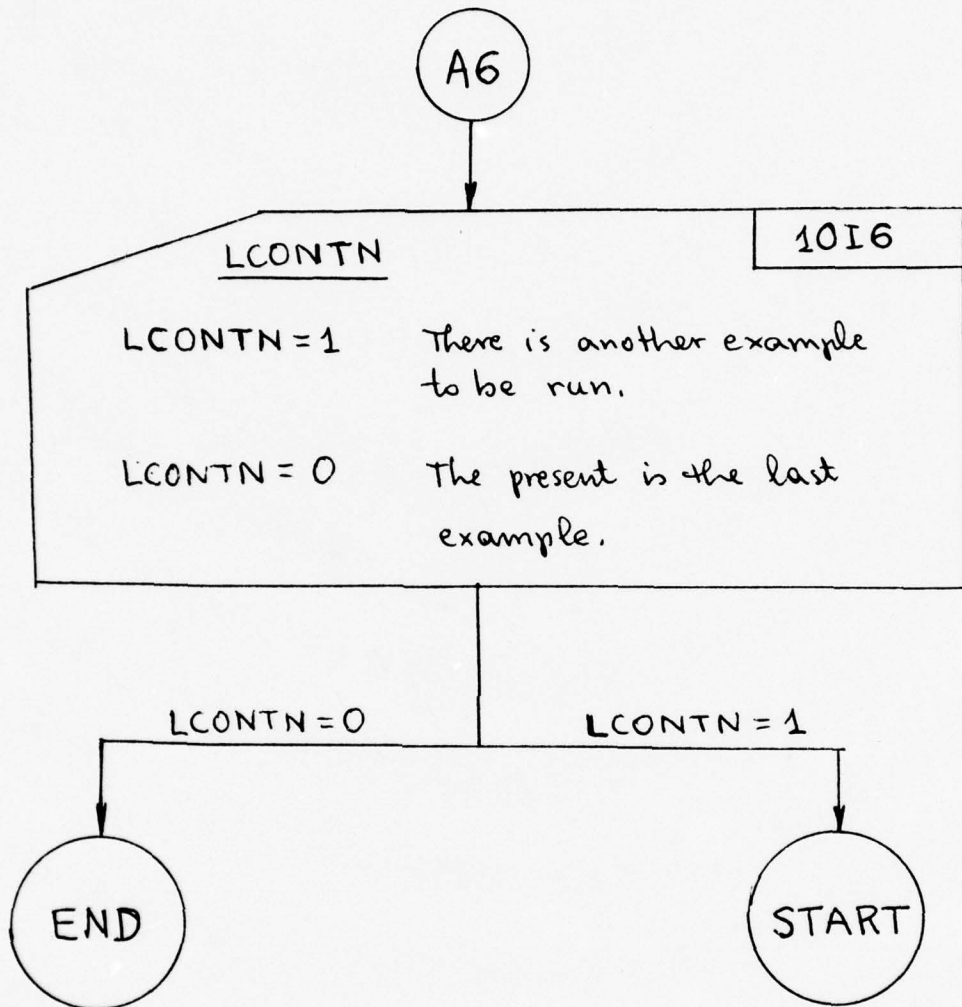 A6
LCONTN
10I6
LCONTN = 1 There is another example
to be run.
LCONTN = 0 The present is the last
example.
LCONTN = 0
LCONTN = 1
END
START